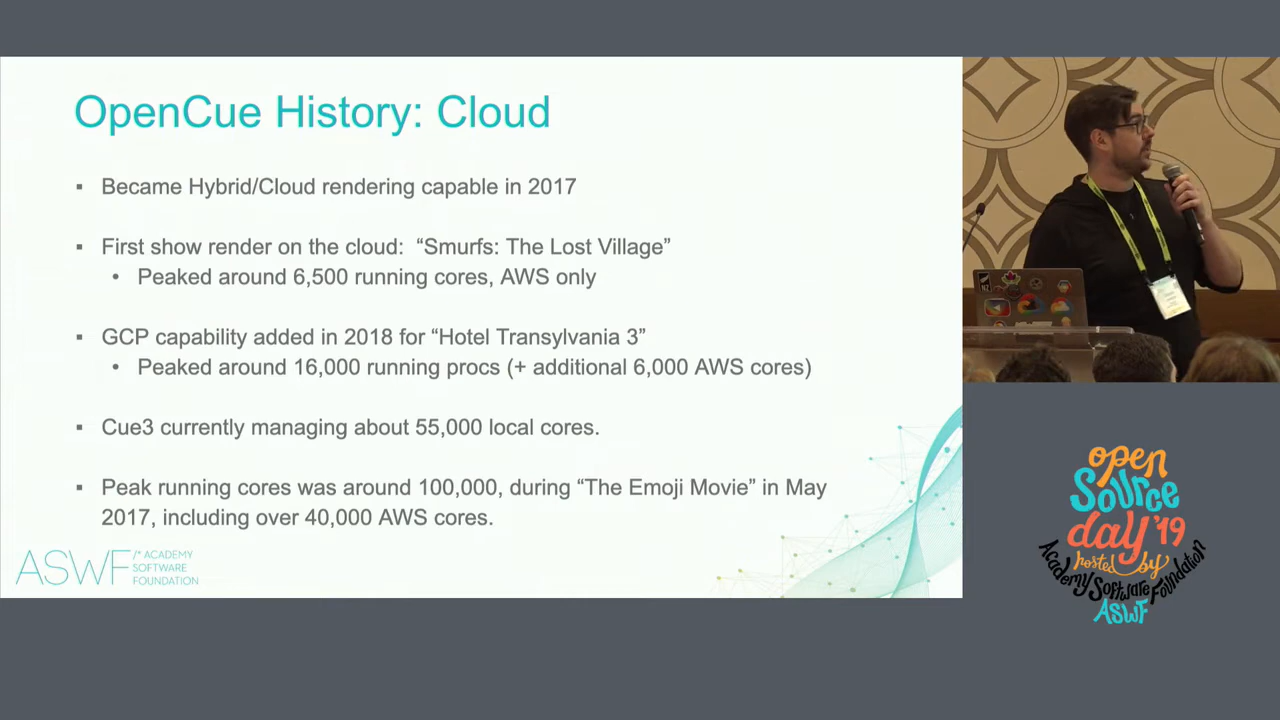 OpenCue History: Cloud
▪ Became Hybrid/Cloud rendering capable in 2017
▪ First show render on the cloud: “Smurfs: The Lost Village”
• Peaked around 6,500 running cores, AWS only
▪ GCP capability added in 2018 for “Hotel Transylvania 3”
• Peaked around 16,000 running procs (+ additional 6,000 AWS cores)
▪ Cue3 currently managing about 55,000 local cores.
▪ Peak running cores was around 100,000, during “The Emoji Movie” in May
2017, including over 40,000 AWS cores.
ASWF /* ACADEMY
SOFTWARE
FOUNDATION
NZ
open
Source
day '19
hosted by
Academy Software Foundation
ASWF